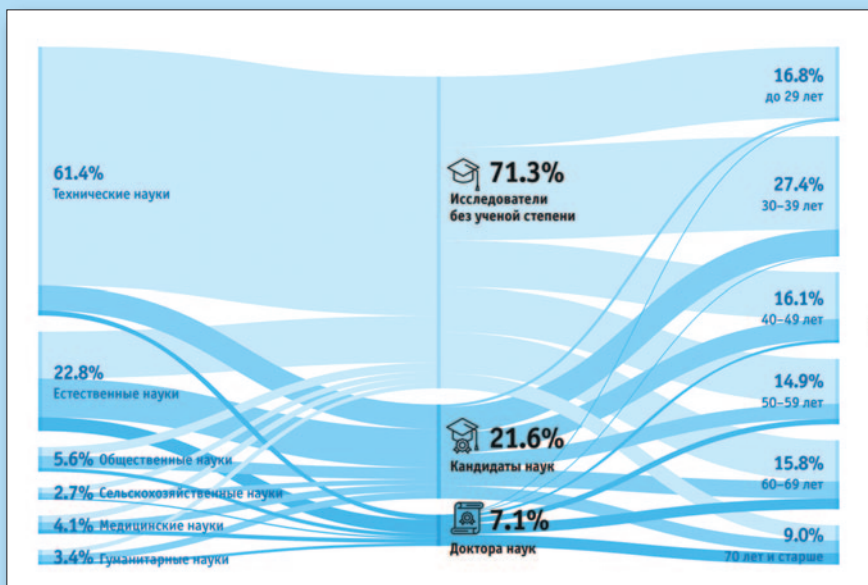 61.4%
Технические науки
22.8%
Естественные науки
5.6% Общественные науки
2.7% Сельскохозяйственные науки
4.1% Медицинские науки
3.4% Гуманитарные науки
71.3%
Исследователи
без ученой степени
21.6%
Кандидаты наук
7.1%
Доктора наук
16.8%
до 29 лет
27.4%
30–39 лет
16.1%
40–49 лет
14.9%
50–59 лет
15.8%
60–69 лет
9.0%
70 лет и старше